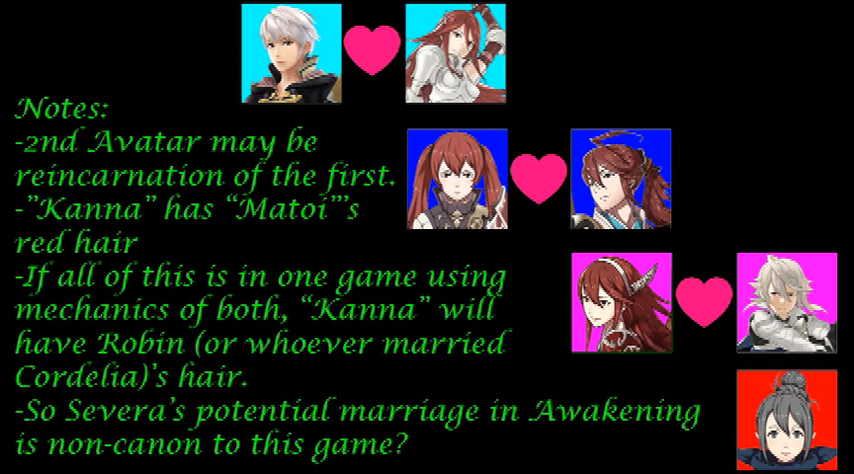 Notes:
-2nd Avatar may be
reincarnation of the first.
-"Kanna" has “Matoi”'s
red hair
-If all of this is in one game using
mechanics of both, “Kanna” will
have Robin (or whoever married
Cordelia)'s hair.
-So Severa's potential marriage in Awakening
is non-canon to this game?